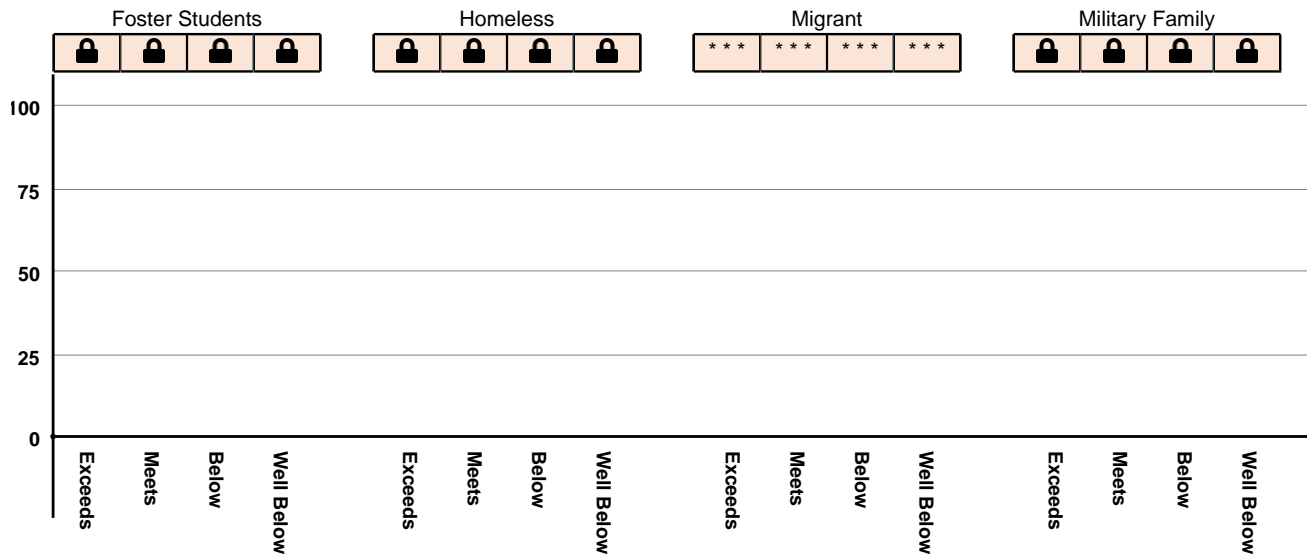 Foster Students Homeless Migrant Military Family
* * * * * * * * * * * *
100
75
50
25
0
Exceeds Meets Below Well Below Exceeds Meets Below Well Below Exceeds Meets Below Well Below Exceeds Meets Below Well Below